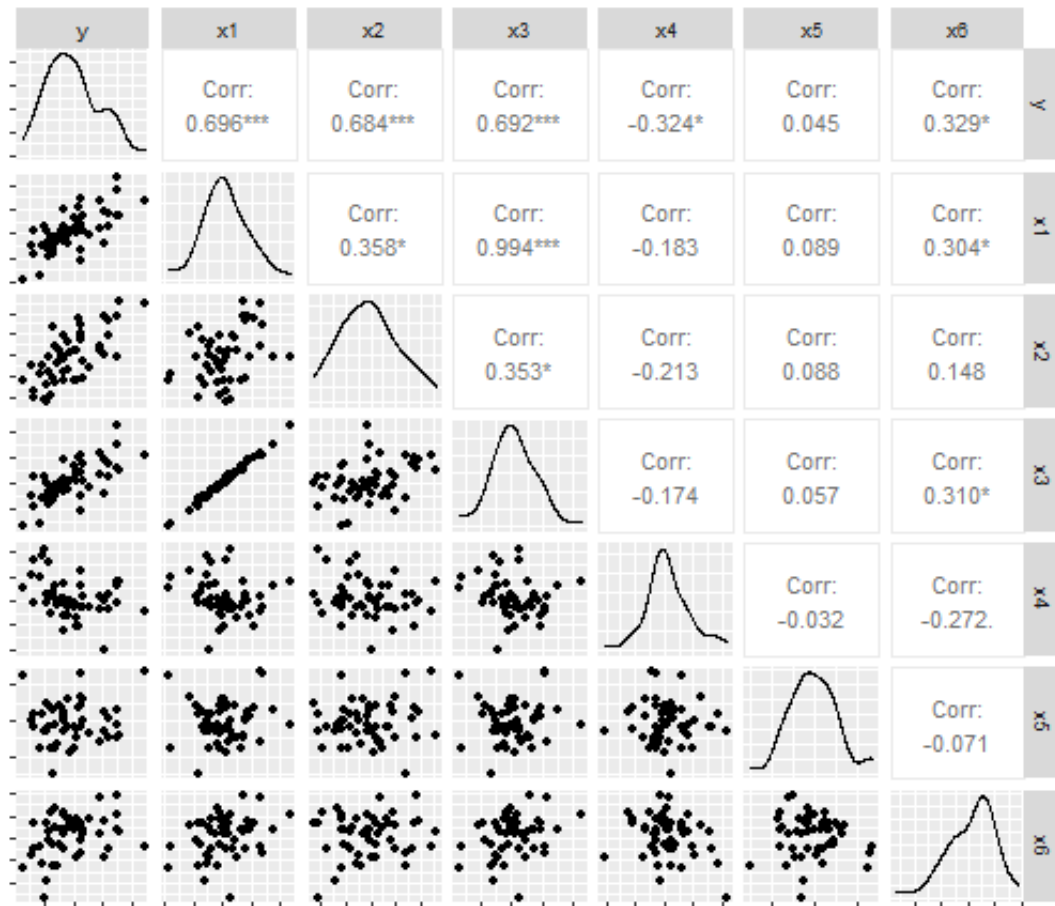 y x1 x2 x3 x4 x5 x6
Corr: Corr: Corr: Corr: Corr: Corr:
0.696*** 0.684*** 0.692*** -0.324* 0.045 0.329*
y
Corr: Corr: Corr: Corr: Corr:
0.358* 0.994*** -0.183 0.089 0.304*
x1
Corr: Corr: Corr: Corr:
0.353* -0.213 0.088 0.148
x2
Corr: Corr: Corr:
-0.174 0.057 0.310*
x3
Corr: Corr:
-0.032 -0.272.
x4
Corr:
-0.071
x5
x6